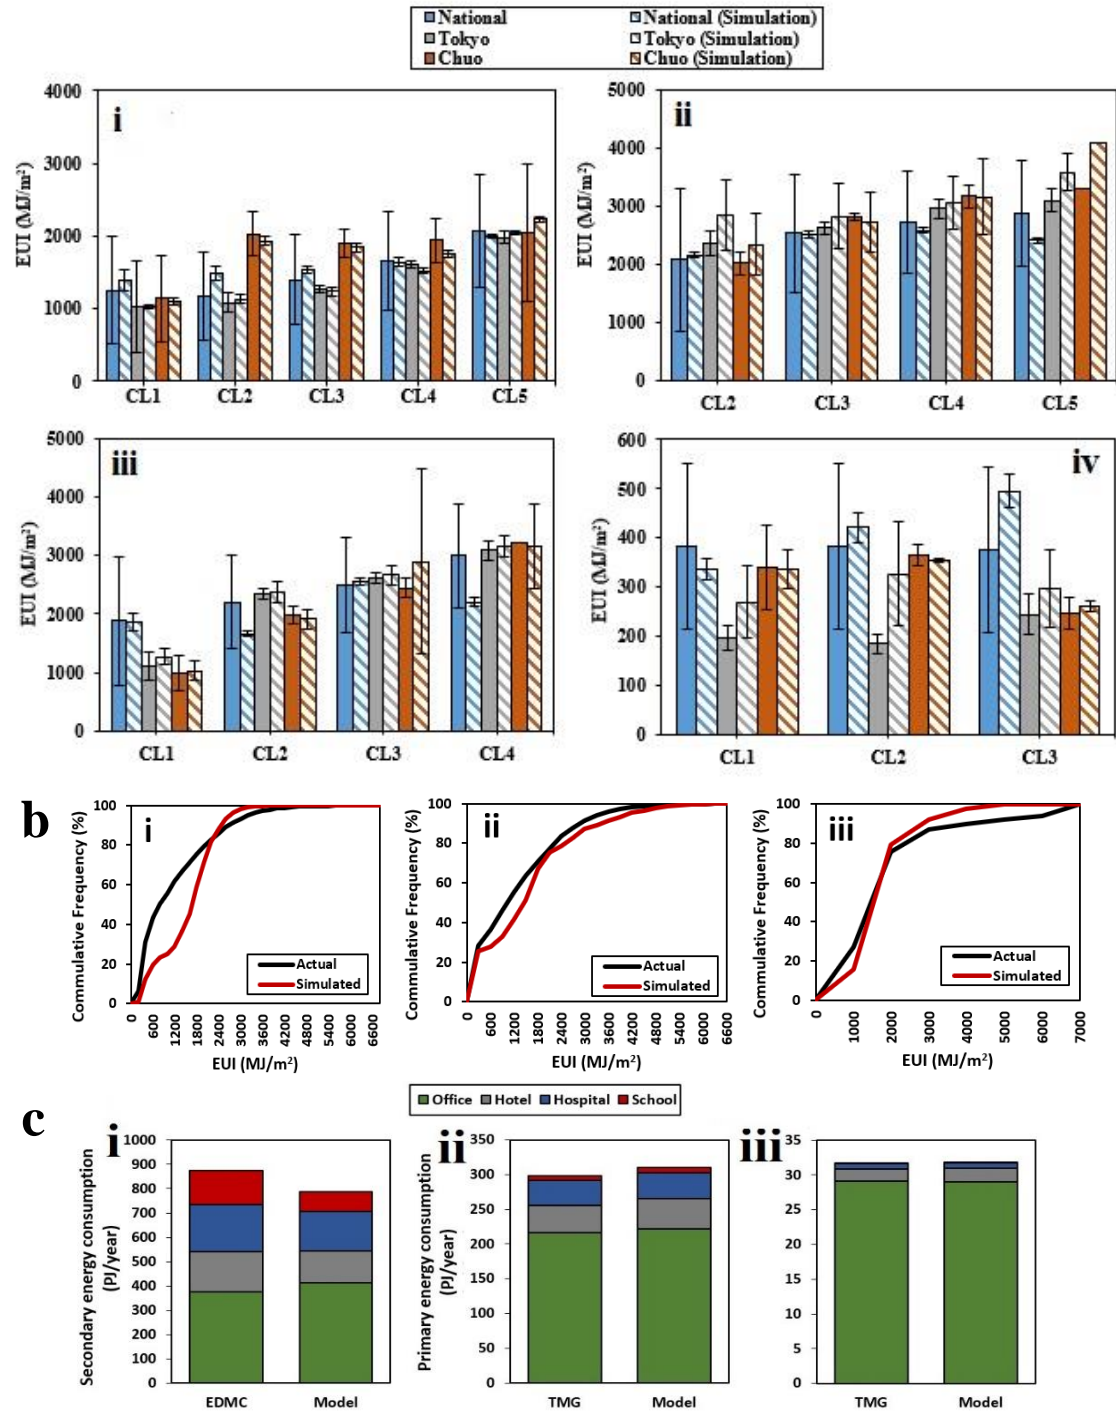 National National (Simulation)
Tokyo Tokyo (Simulation)
Chuo Chuo (Simulation)
i
EUI (MJ/m²)
4000
3000
2000
1000
0
CL1 CL2 CL3 CL4 CL5
ii
EUI (MJ/m²)
5000
4000
3000
2000
1000
0
CL2 CL3 CL4 CL5
iii
EUI (MJ/m²)
5000
4000
3000
2000
1000
0
CL1 CL2 CL3 CL4
iv
EUI (MJ/m²)
600
500
400
300
200
100
0
CL1 CL2 CL3
b
i
Commulative Frequency (%)
100
80
60
40
20
0
Actual
Simulated
0 600 1200 1800 2400 3000 3600 4200 4800 5400 6000 6600
EUI (MJ/m²)
ii
Commulative Frequency (%)
100
80
60
40
20
0
Actual
Simulated
0 600 1200 1800 2400 3000 3600 4200 4800 5400 6000 6600
EUI (MJ/m²)
iii
Commulative Frequency (%)
100
80
60
40
20
0
Actual
Simulated
0 1000 2000 3000 4000 5000 6000 7000
EUI (MJ/m²)
c
Office Hotel Hospital School
i
Secondary energy consumption
(PJ/year)
1000
900
800
700
600
500
400
300
200
100
0
EDMC Model
ii
Primary energy consumption
(PJ/year)
350
300
250
200
150
100
50
0
TMG Model
iii
35
30
25
20
15
10
5
0
TMG Model